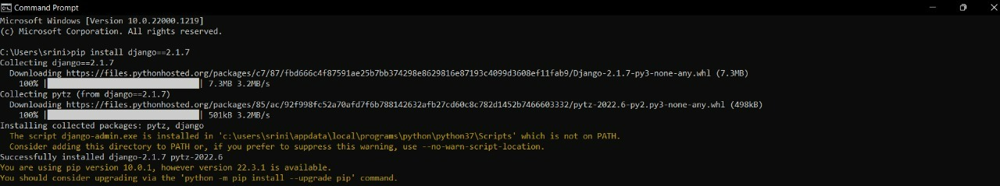 Command Prompt
Microsoft Windows [Version 10.0.22000.1219]
(c) Microsoft Corporation. All rights reserved.
C:\Users\srini>pip install django==2.1.7
Collecting django==2.1.7
Downloading https://files.pythonhosted.org/packages/c7/87/fbd666c4f87591ae25b7bb374298e8629816e87193c4099d3608ef11fab9/Django-2.1.7-py3-none-any.whl (7.3MB)
100% |████████████████████████████████| 7.3MB 3.2MB/s
Collecting pytz (from django==2.1.7)
Downloading https://files.pythonhosted.org/packages/85/ac/92f998fc52a70afd7f6b788142632afb27cd60c8c782d1452b7466603332/pytz-2022.6-py2.py3-none-any.whl (498kB)
100% |████████████████████████████████| 501kB 3.2MB/s
Installing collected packages: pytz, django
The script django-admin.exe is installed in 'c:\users\srini\appdata\local\programs\python\python37\Scripts' which is not on PATH.
Consider adding this directory to PATH or, if you prefer to suppress this warning, use --no-warn-script-location.
Successfully installed django-2.1.7 pytz-2022.6
You are using pip version 10.0.1, however version 22.3.1 is available.
You should consider upgrading via the 'python -m pip install --upgrade pip' command.